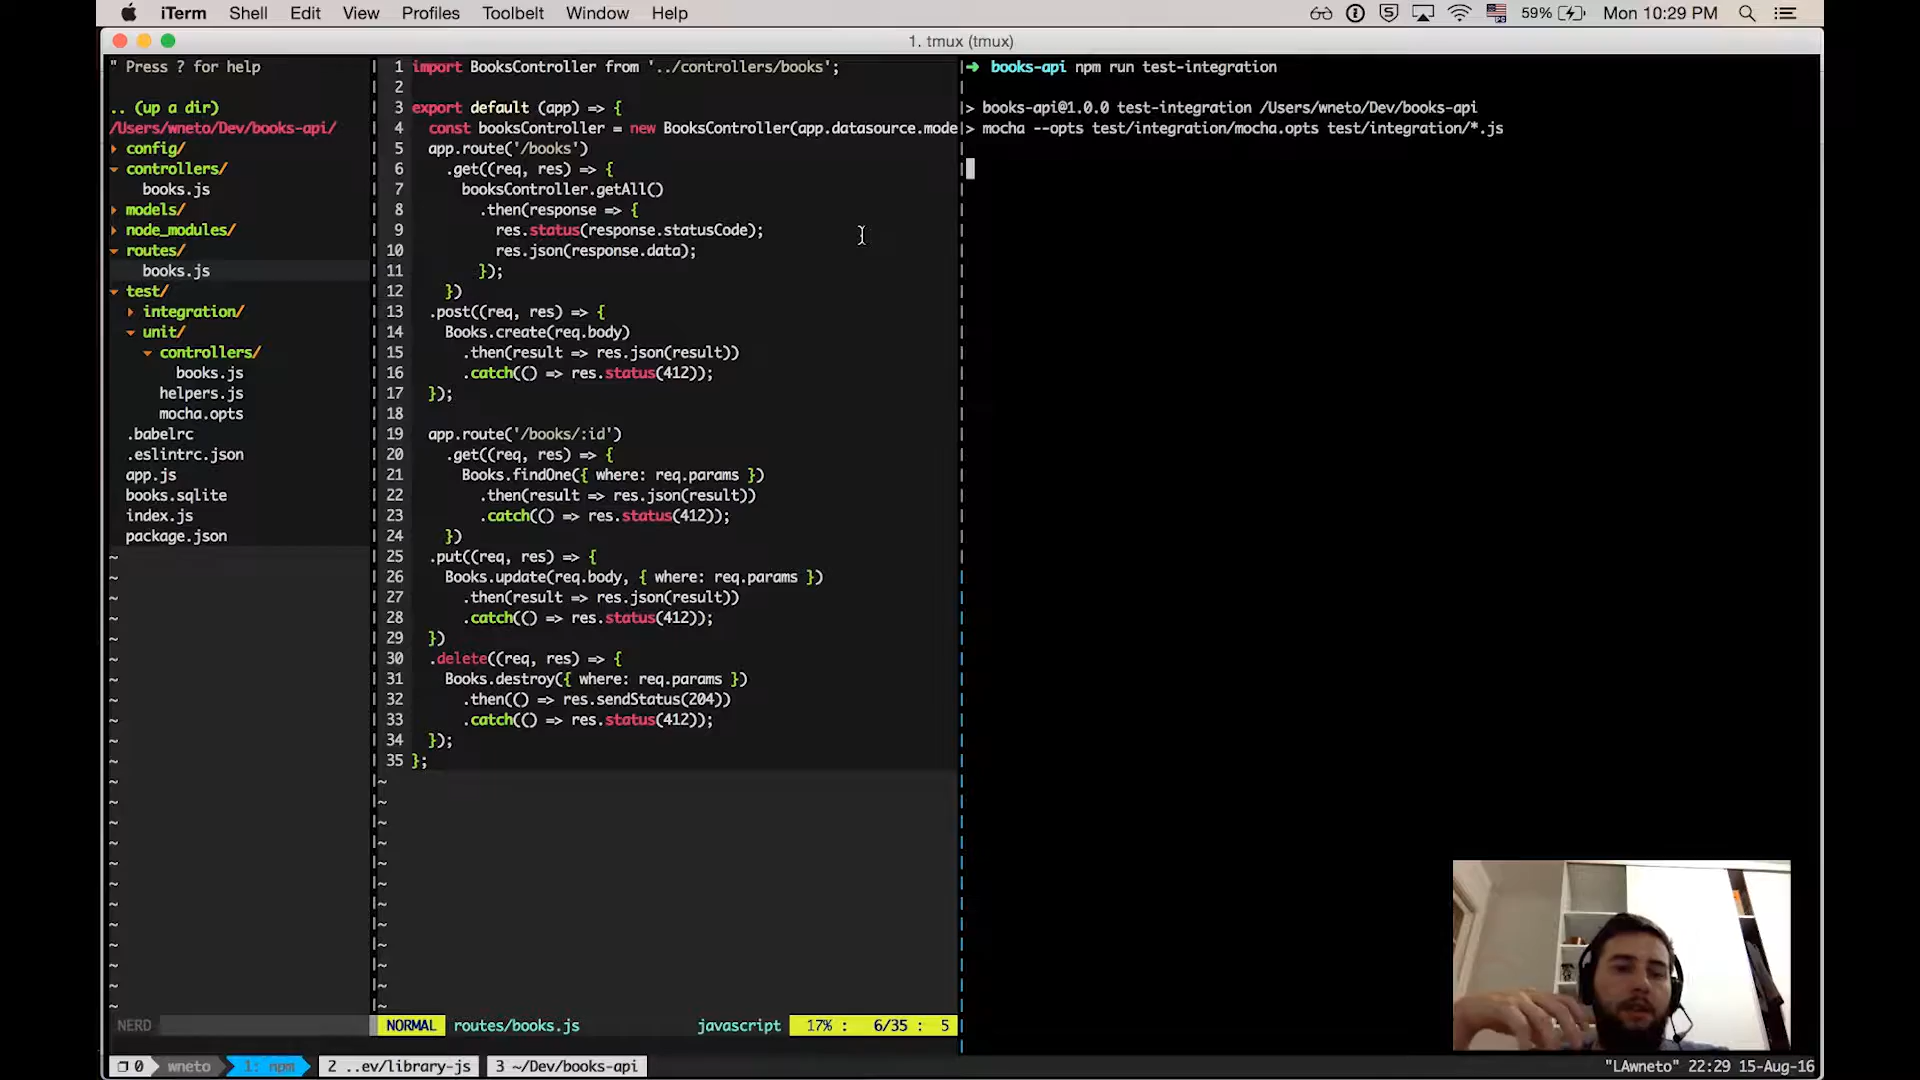 iTerm Shell Edit View Profiles Toolbelt Window Help 59% Mon 10:29 PM
1. tmux (tmux)
" Press ? for help
.. (up a dir)
/Users/wneto/Dev/books-api/
config/
controllers/
books.js
models/
node_modules/
routes/
books.js
test/
integration/
unit/
controllers/
books.js
helpers.js
mocha.opts
.babelrc
.eslintrc.json
app.js
books.sqlite
index.js
package.json
NERD
1 import BooksController from '../controllers/books';
2
3 export default (app) => {
4 const booksController = new BooksController(app.datasource.mode
5 app.route('/books')
6 .get((req, res) => {
7 booksController.getAll()
8 .then(response => {
9 res.status(response.statusCode);
10 res.json(response.data);
11 });
12 })
13 .post((req, res) => {
14 Books.create(req.body)
15 .then(result => res.json(result))
16 .catch(() => res.status(412));
17 });
18
19 app.route('/books/:id')
20 .get((req, res) => {
21 Books.findOne({ where: req.params })
22 .then(result => res.json(result))
23 .catch(() => res.status(412));
24 })
25 .put((req, res) => {
26 Books.update(req.body, { where: req.params })
27 .then(result => res.json(result))
28 .catch(() => res.status(412));
29 })
30 .delete((req, res) => {
31 Books.destroy({ where: req.params })
32 .then(() => res.sendStatus(204))
33 .catch(() => res.status(412));
34 });
35 };
NORMAL routes/books.js javascript 17% : 6/35 : 5
➜ books-api npm run test-integration
> books-api@1.0.0 test-integration /Users/wneto/Dev/books-api
> mocha --opts test/integration/mocha.opts test/integration/*.js
0 wneto 1: npm 2 ..ev/library-js 3 ~/Dev/books-api "LAwneto" 22:29 15-Aug-16